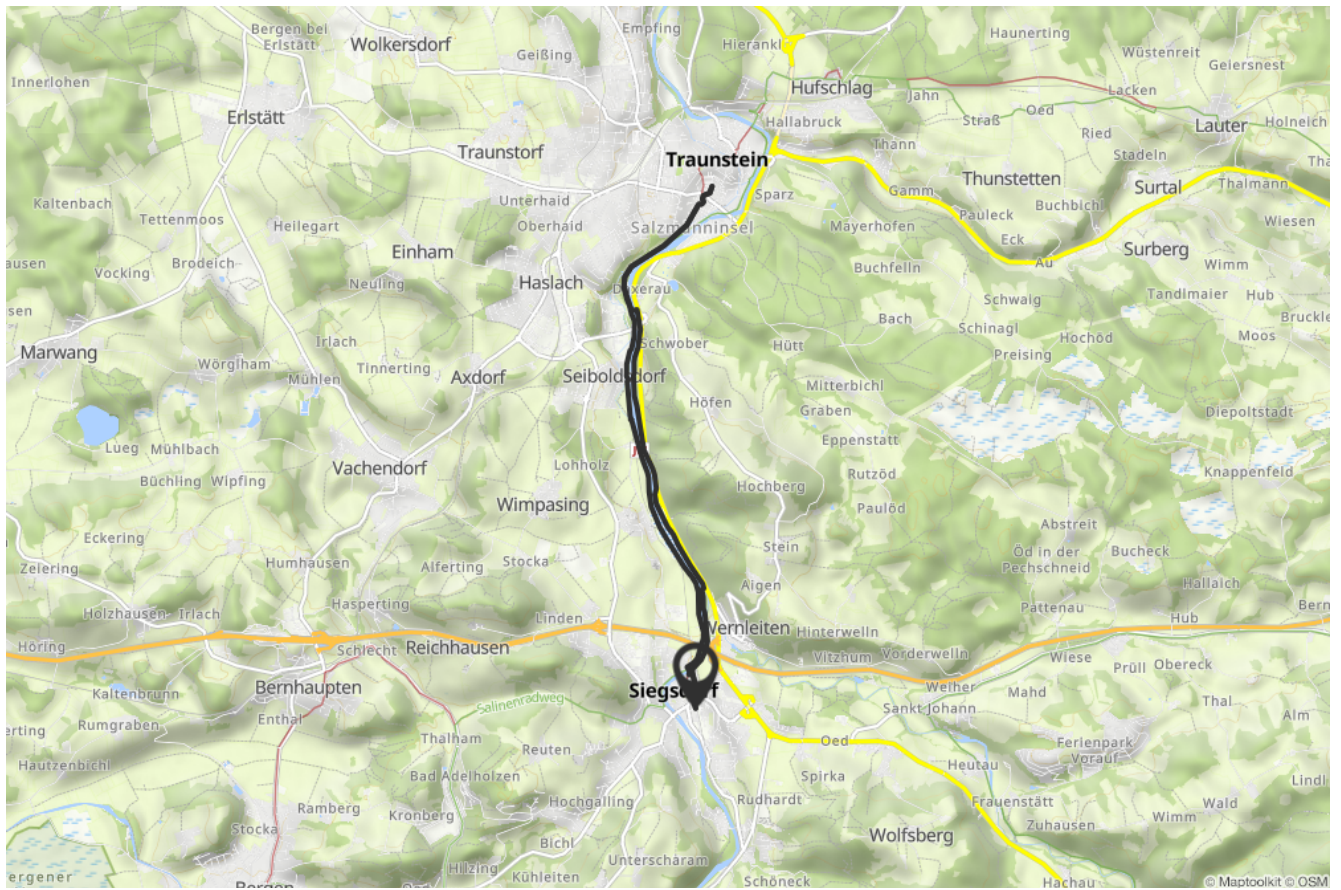 Bergen bei
Erlstätt
Empfing
Wolkersdorf
Geißing
Hierankl
Haunerting
Wüstenreit
Geiersnest
Innerlohen
Hufschlag
Jahn
Lacken
Erlstätt
Oed
Straß
Hallabruck
Lauter
Holneich
Ried
Traunstorf
Traunstein
Thann
Stadeln
Thunstetten
Surtal
Thalmann
Sparz
Gamm
Unterhaid
Kaltenbach
Tettenmoos
Heilegart
Oberhaid
Salzmanninsel
Mayerhofen
Pauleck
Buchbichl
Wiesen
Eck
Einham
Surberg
Au
Brodeich
Vocking
Buchfelln
Wimm
Haslach
Neuling
Doxerau
Schwaig
Tandlmaier
Hub
Bach
Schinagl
Hochöd
Moos
Irlach
Schwober
Hütt
Preising
Marwang
Wörglham
Tinnerting
Axdorf
Seiboldsdorf
Mühlen
Mitterbichl
Höfen
Graben
Diepoltstadt
Lueg
Mühlbach
Eppenstatt
Vachendorf
Lohholz
Rutzöd
Knappenfeld
Büchling
Wipfing
Hochberg
Wimpasing
Paulöd
Abstreit
Eckering
Stein
Öd in der
Pechschneid
Bucheck
Zeiering
Humhausen
Alferting
Stocka
Aigen
Hallaich
Holzhausen
Irlach
Hasperting
Linden
Pattenau
Hub
Wernleiten
Hinterwelln
Höring
Schlecht
Reichhausen
Vitzhum
Vorderwelln
Wiese
Prüll
Obereck
Kaltenbrunn
Bernhaupten
Siegsdorf
Weiher
Mahd
Thal
Rumgraben
Enthal
Salinenradweg
Sankt Johann
Alm
Thalham
Reuten
Oed
Ferienpark
Vorauf
Hautzenbichl
Bad Adelholzen
Spirka
Heutau
Ramberg
Kronberg
Hochgalling
Rudhardt
Frauenstätt
Wald
Stocka
Wolfsberg
Zuhausen
Wimm
Bichl
Hilzing
Kühleiten
Unterscharam
Schöneck
Bergen
Hachau
© Maptoolkit © OSM